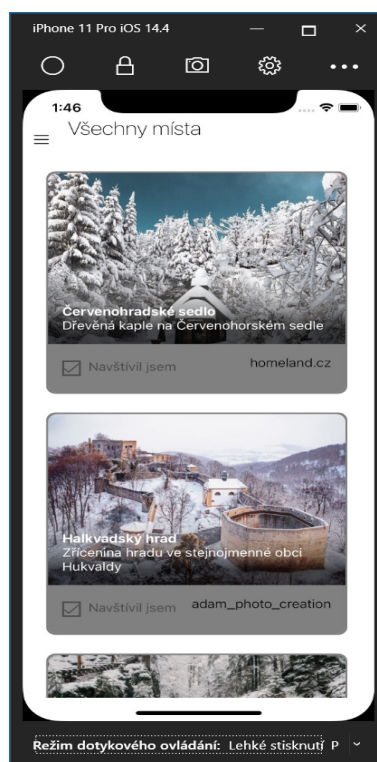 iPhone 11 Pro iOS 14.4
1:46
Všechny místa
Červenohradské sedlo
Dřevěná kaple na Červenohorském sedle
Navštívil jsem
homeland.cz
Halkvadský hrad
Zřícenina hradu ve stejnojmenné obci
Hukvaldy
Navštívil jsem
adam_photo_creation
Režim dotykového ovládání: Lehké stisknutí P